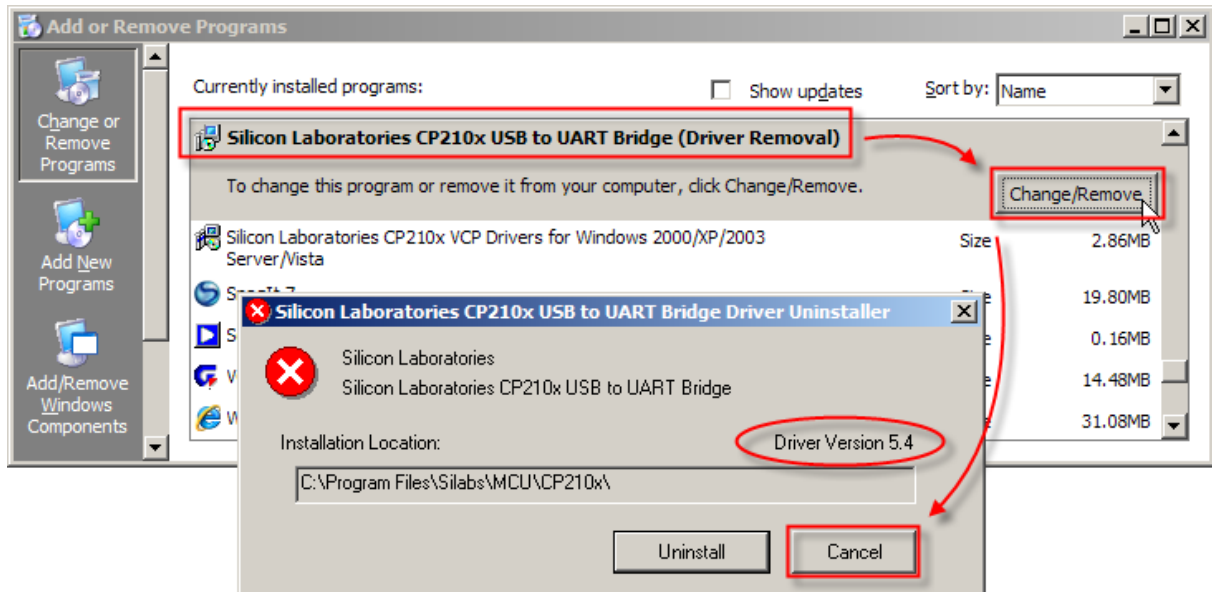 Add or Remove Programs
Change or
Remove
Programs
Add New
Programs
Add/Remove
Windows
Components
Currently installed programs:
Show updates
Sort by: Name
Silicon Laboratories CP210x USB to UART Bridge (Driver Removal)
To change this program or remove it from your computer, click Change/Remove.
Change/Remove
Silicon Laboratories CP210x VCP Drivers for Windows 2000/XP/2003 Size 2.86MB
Server/Vista
19.80MB
0.16MB
14.48MB
31.08MB
Silicon Laboratories CP210x USB to UART Bridge Driver Uninstaller
Silicon Laboratories
Silicon Laboratories CP210x USB to UART Bridge
Installation Location: Driver Version 5.4
C:\Program Files\Silabs\MCU\CP210x\
Uninstall Cancel